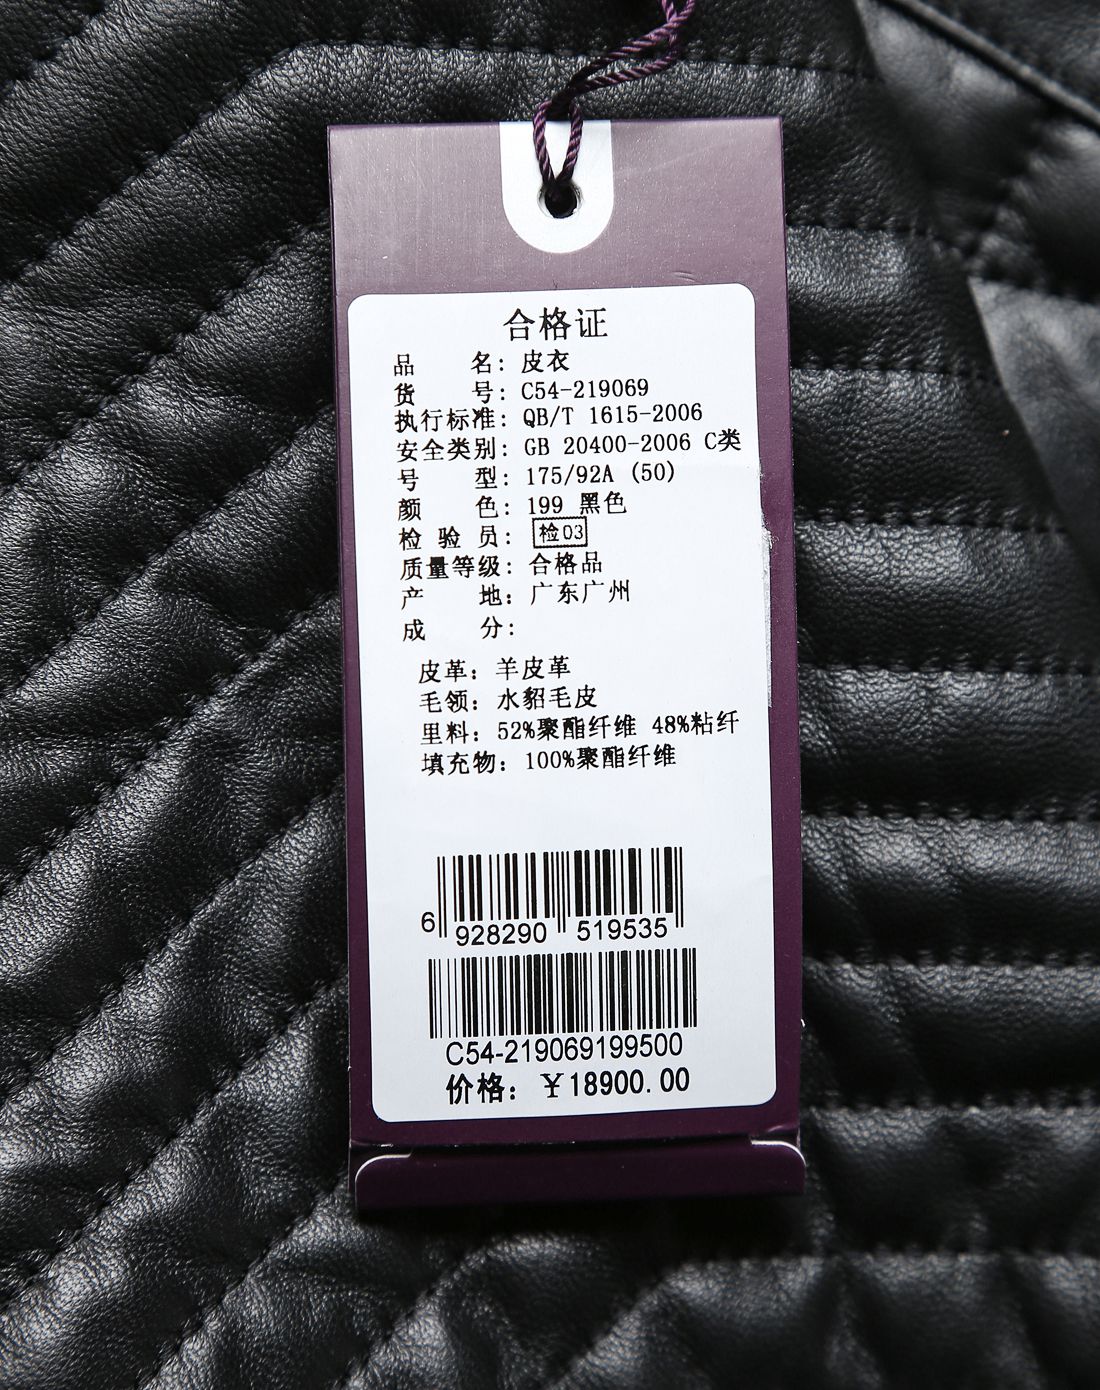 合格证
品 名: 皮衣
货 号: C54-219069
执行标准: QB/T 1615-2006
安全类别: GB 20400-2006 C类
号 型: 175/92A (50)
颜 色: 199 黑色
检 验 员: 检03
质量等级: 合格品
产 地: 广东广州
成 分:
皮革: 羊皮革
毛领: 水貂毛皮
里料: 52%聚酯纤维 48%粘纤
填充物: 100%聚酯纤维
6 928290 519535
C54-219069199500
价格: ￥18900.00